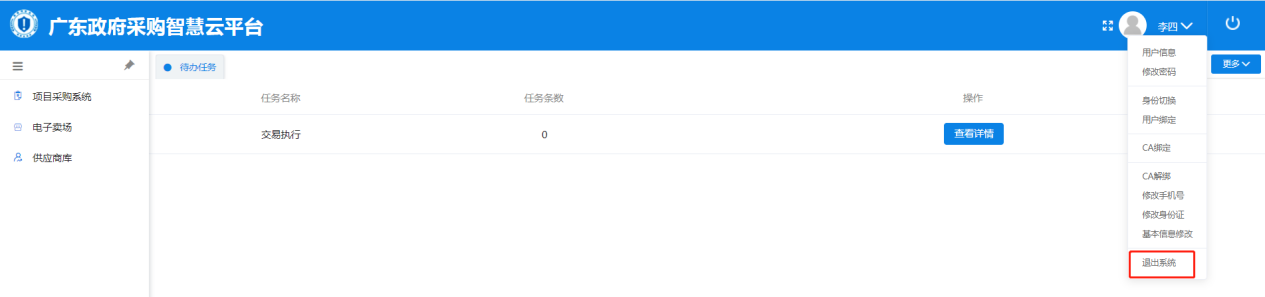 广东政府采购智慧云平台
李四
待办任务
更多
项目采购系统
电子卖场
供应商库
任务名称 任务条数 操作
交易执行 0 查看详情
用户信息
修改密码
身份切换
用户绑定
CA绑定
CA解绑
修改手机号
修改身份证
基本信息修改
退出系统